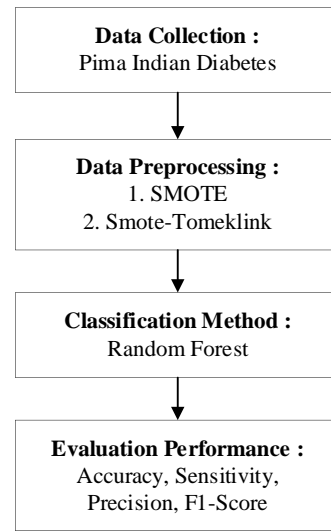 Data Collection :
Pima Indian Diabetes
Data Preprocessing :
1. SMOTE
2. Smote-Tomeklink
Classification Method :
Random Forest
Evaluation Performance :
Accuracy, Sensitivity,
Precision, F1-Score